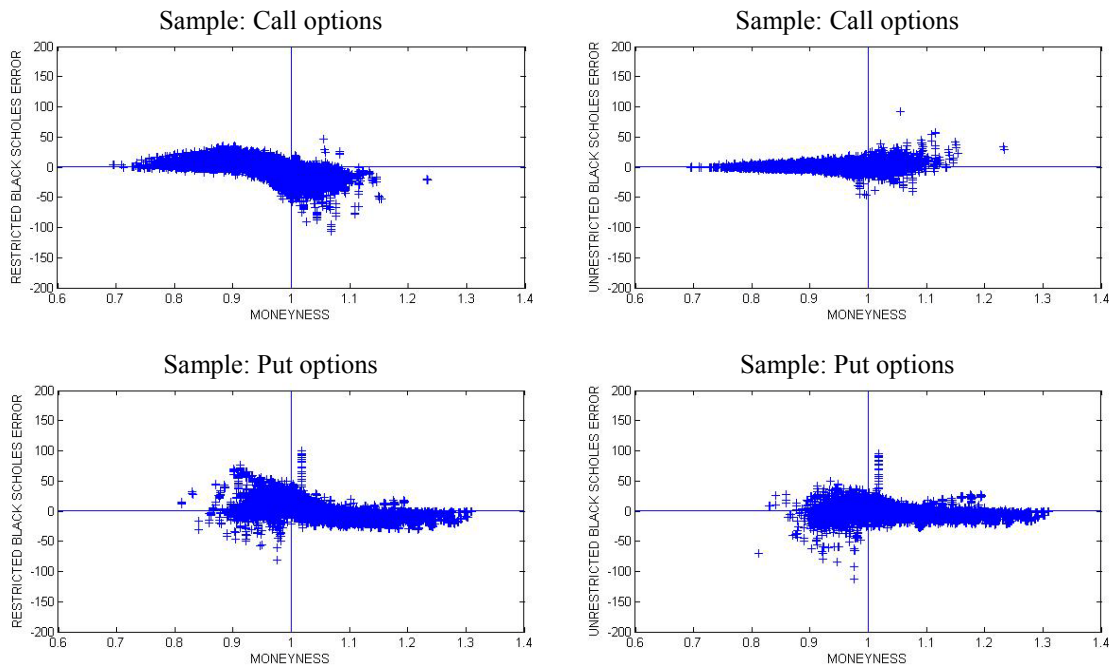 Sample: Call options
200
150
100
50
0
-50
-100
-150
-200
RESTRICTED BLACK SCHOLES ERROR
0.6 0.7 0.8 0.9 1 1.1 1.2 1.3 1.4
MONEYNESS
Sample: Call options
200
150
100
50
0
-50
-100
-150
-200
UNRESTRICTED BLACK SCHOLES ERROR
0.6 0.7 0.8 0.9 1 1.1 1.2 1.3 1.4
MONEYNESS
Sample: Put options
200
150
100
50
0
-50
-100
-150
-200
RESTRICTED BLACK SCHOLES ERROR
0.6 0.7 0.8 0.9 1 1.1 1.2 1.3 1.4
MONEYNESS
Sample: Put options
200
150
100
50
0
-50
-100
-150
-200
UNRESTRICTED BLACK SCHOLES ERROR
0.6 0.7 0.8 0.9 1 1.1 1.2 1.3 1.4
MONEYNESS